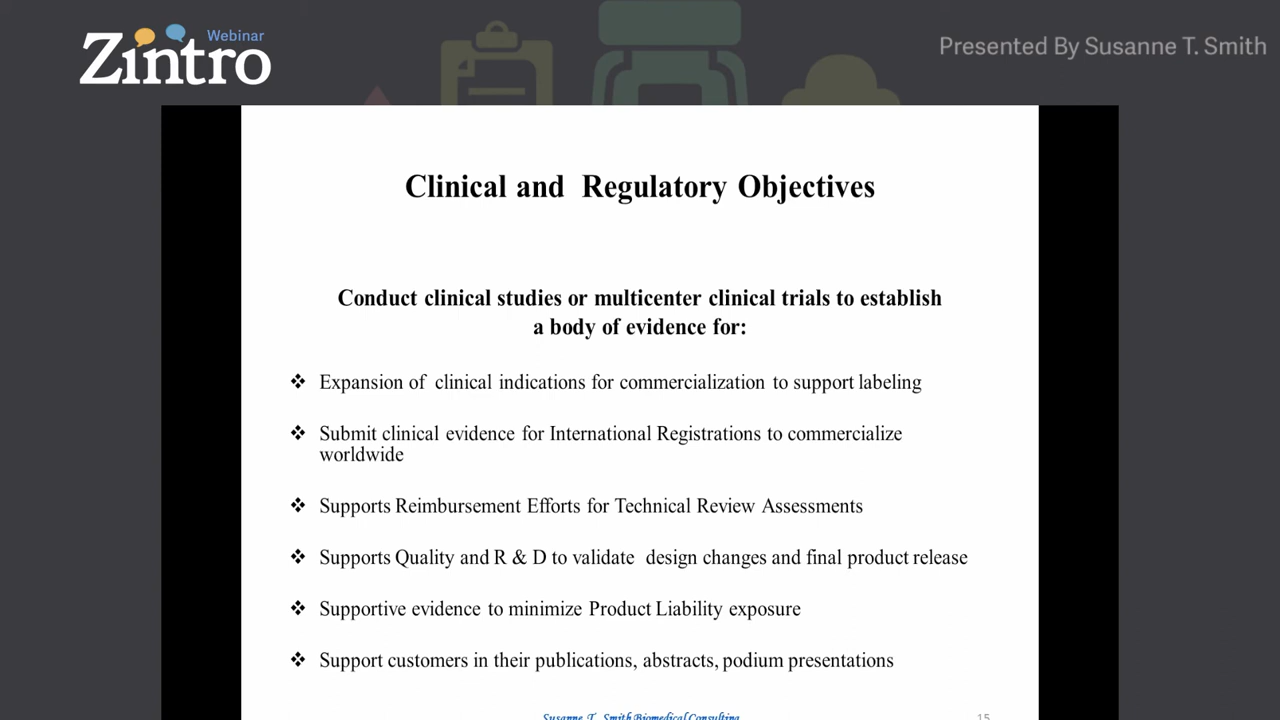 Zintro
Webinar
Presented By Susanne T. Smith
Clinical and Regulatory Objectives
Conduct clinical studies or multicenter clinical trials to establish
a body of evidence for:
❖ Expansion of clinical indications for commercialization to support labeling
❖ Submit clinical evidence for International Registrations to commercialize
worldwide
❖ Supports Reimbursement Efforts for Technical Review Assessments
❖ Supports Quality and R & D to validate design changes and final product release
❖ Supportive evidence to minimize Product Liability exposure
❖ Support customers in their publications, abstracts, podium presentations
Susanne T. Smith Biomedical Consulting
15